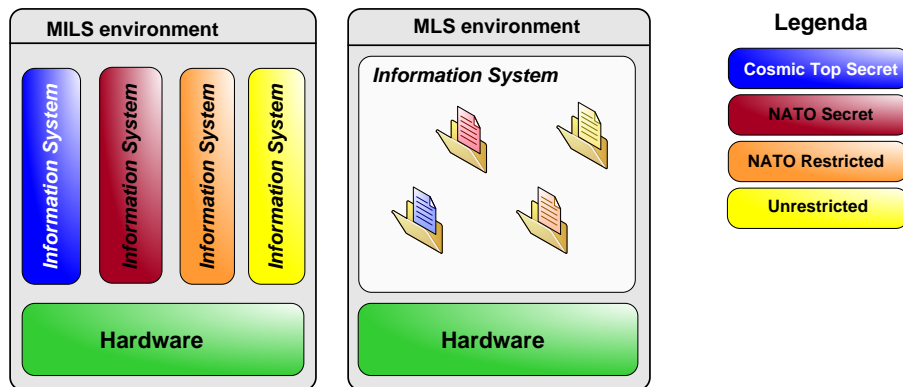 MILS environment
Information System
Information System
Information System
Information System
Hardware
MLS environment
Information System
Hardware
Legenda
Cosmic Top Secret
NATO Secret
NATO Restricted
Unrestricted